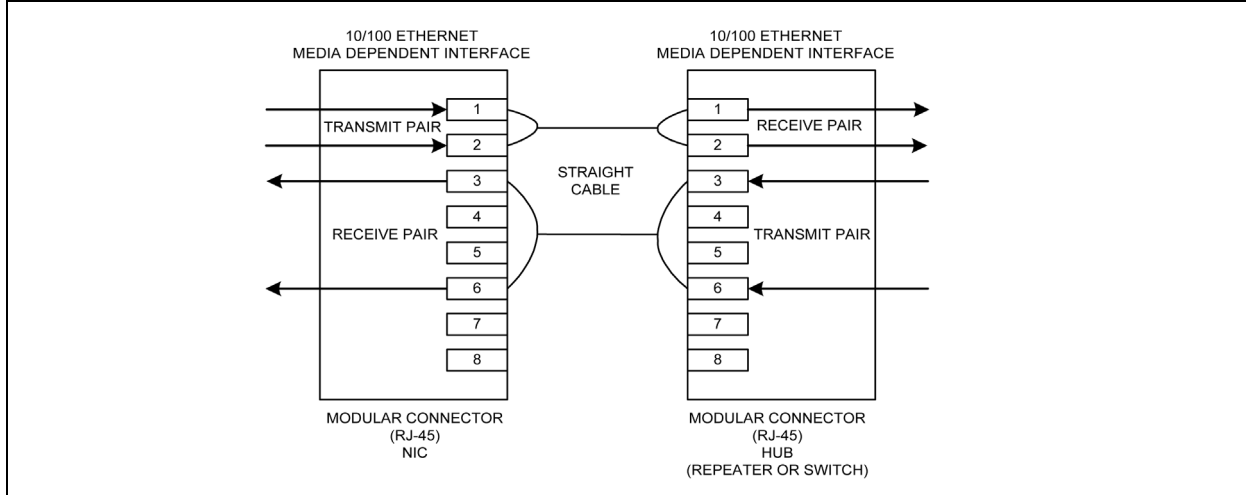 10/100 ETHERNET
MEDIA DEPENDENT INTERFACE
10/100 ETHERNET
MEDIA DEPENDENT INTERFACE
1
TRANSMIT PAIR
2
3
4
RECEIVE PAIR
5
6
7
8
STRAIGHT
CABLE
1
RECEIVE PAIR
2
3
4
TRANSMIT PAIR
5
6
7
8
MODULAR CONNECTOR
(RJ-45)
NIC
MODULAR CONNECTOR
(RJ-45)
HUB
(REPEATER OR SWITCH)